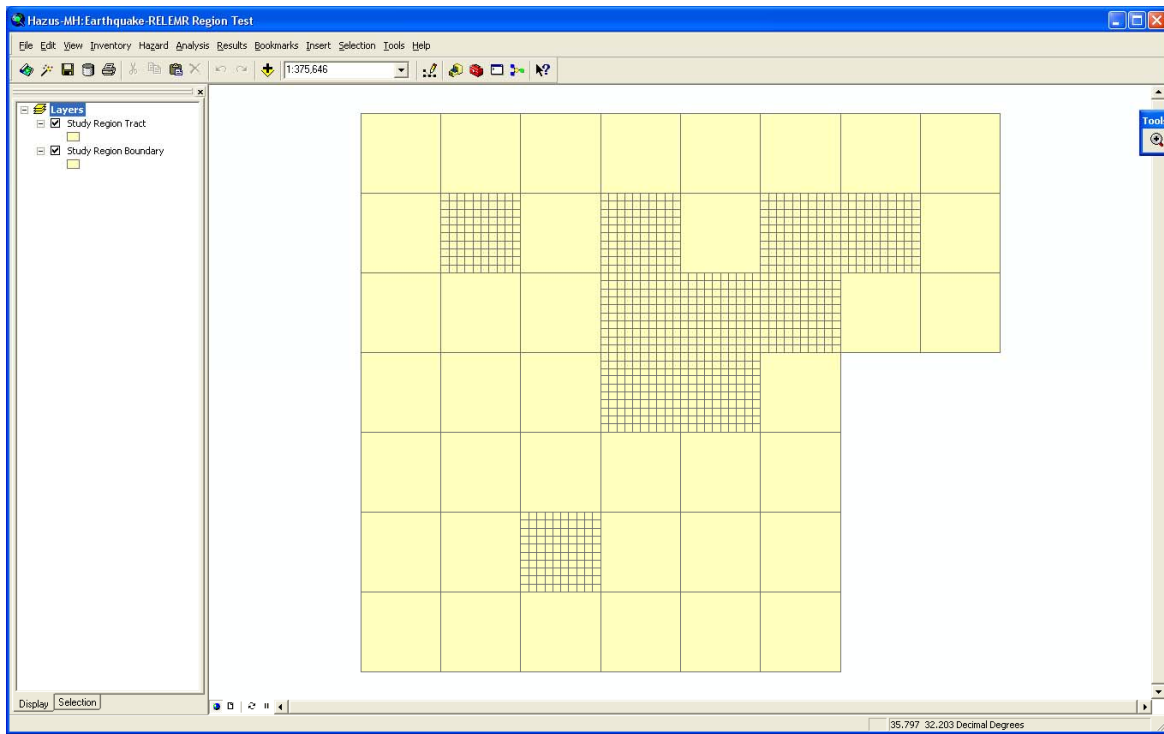 Hazus-MH:Earthquake-RELEMR Region Test
File Edit View Inventory Hazard Analysis Results Bookmarks Insert Selection Tools Help
1:375,646
Layers
Study Region Tract
Study Region Boundary
Tools
Display Selection
35.797 32.203 Decimal Degrees